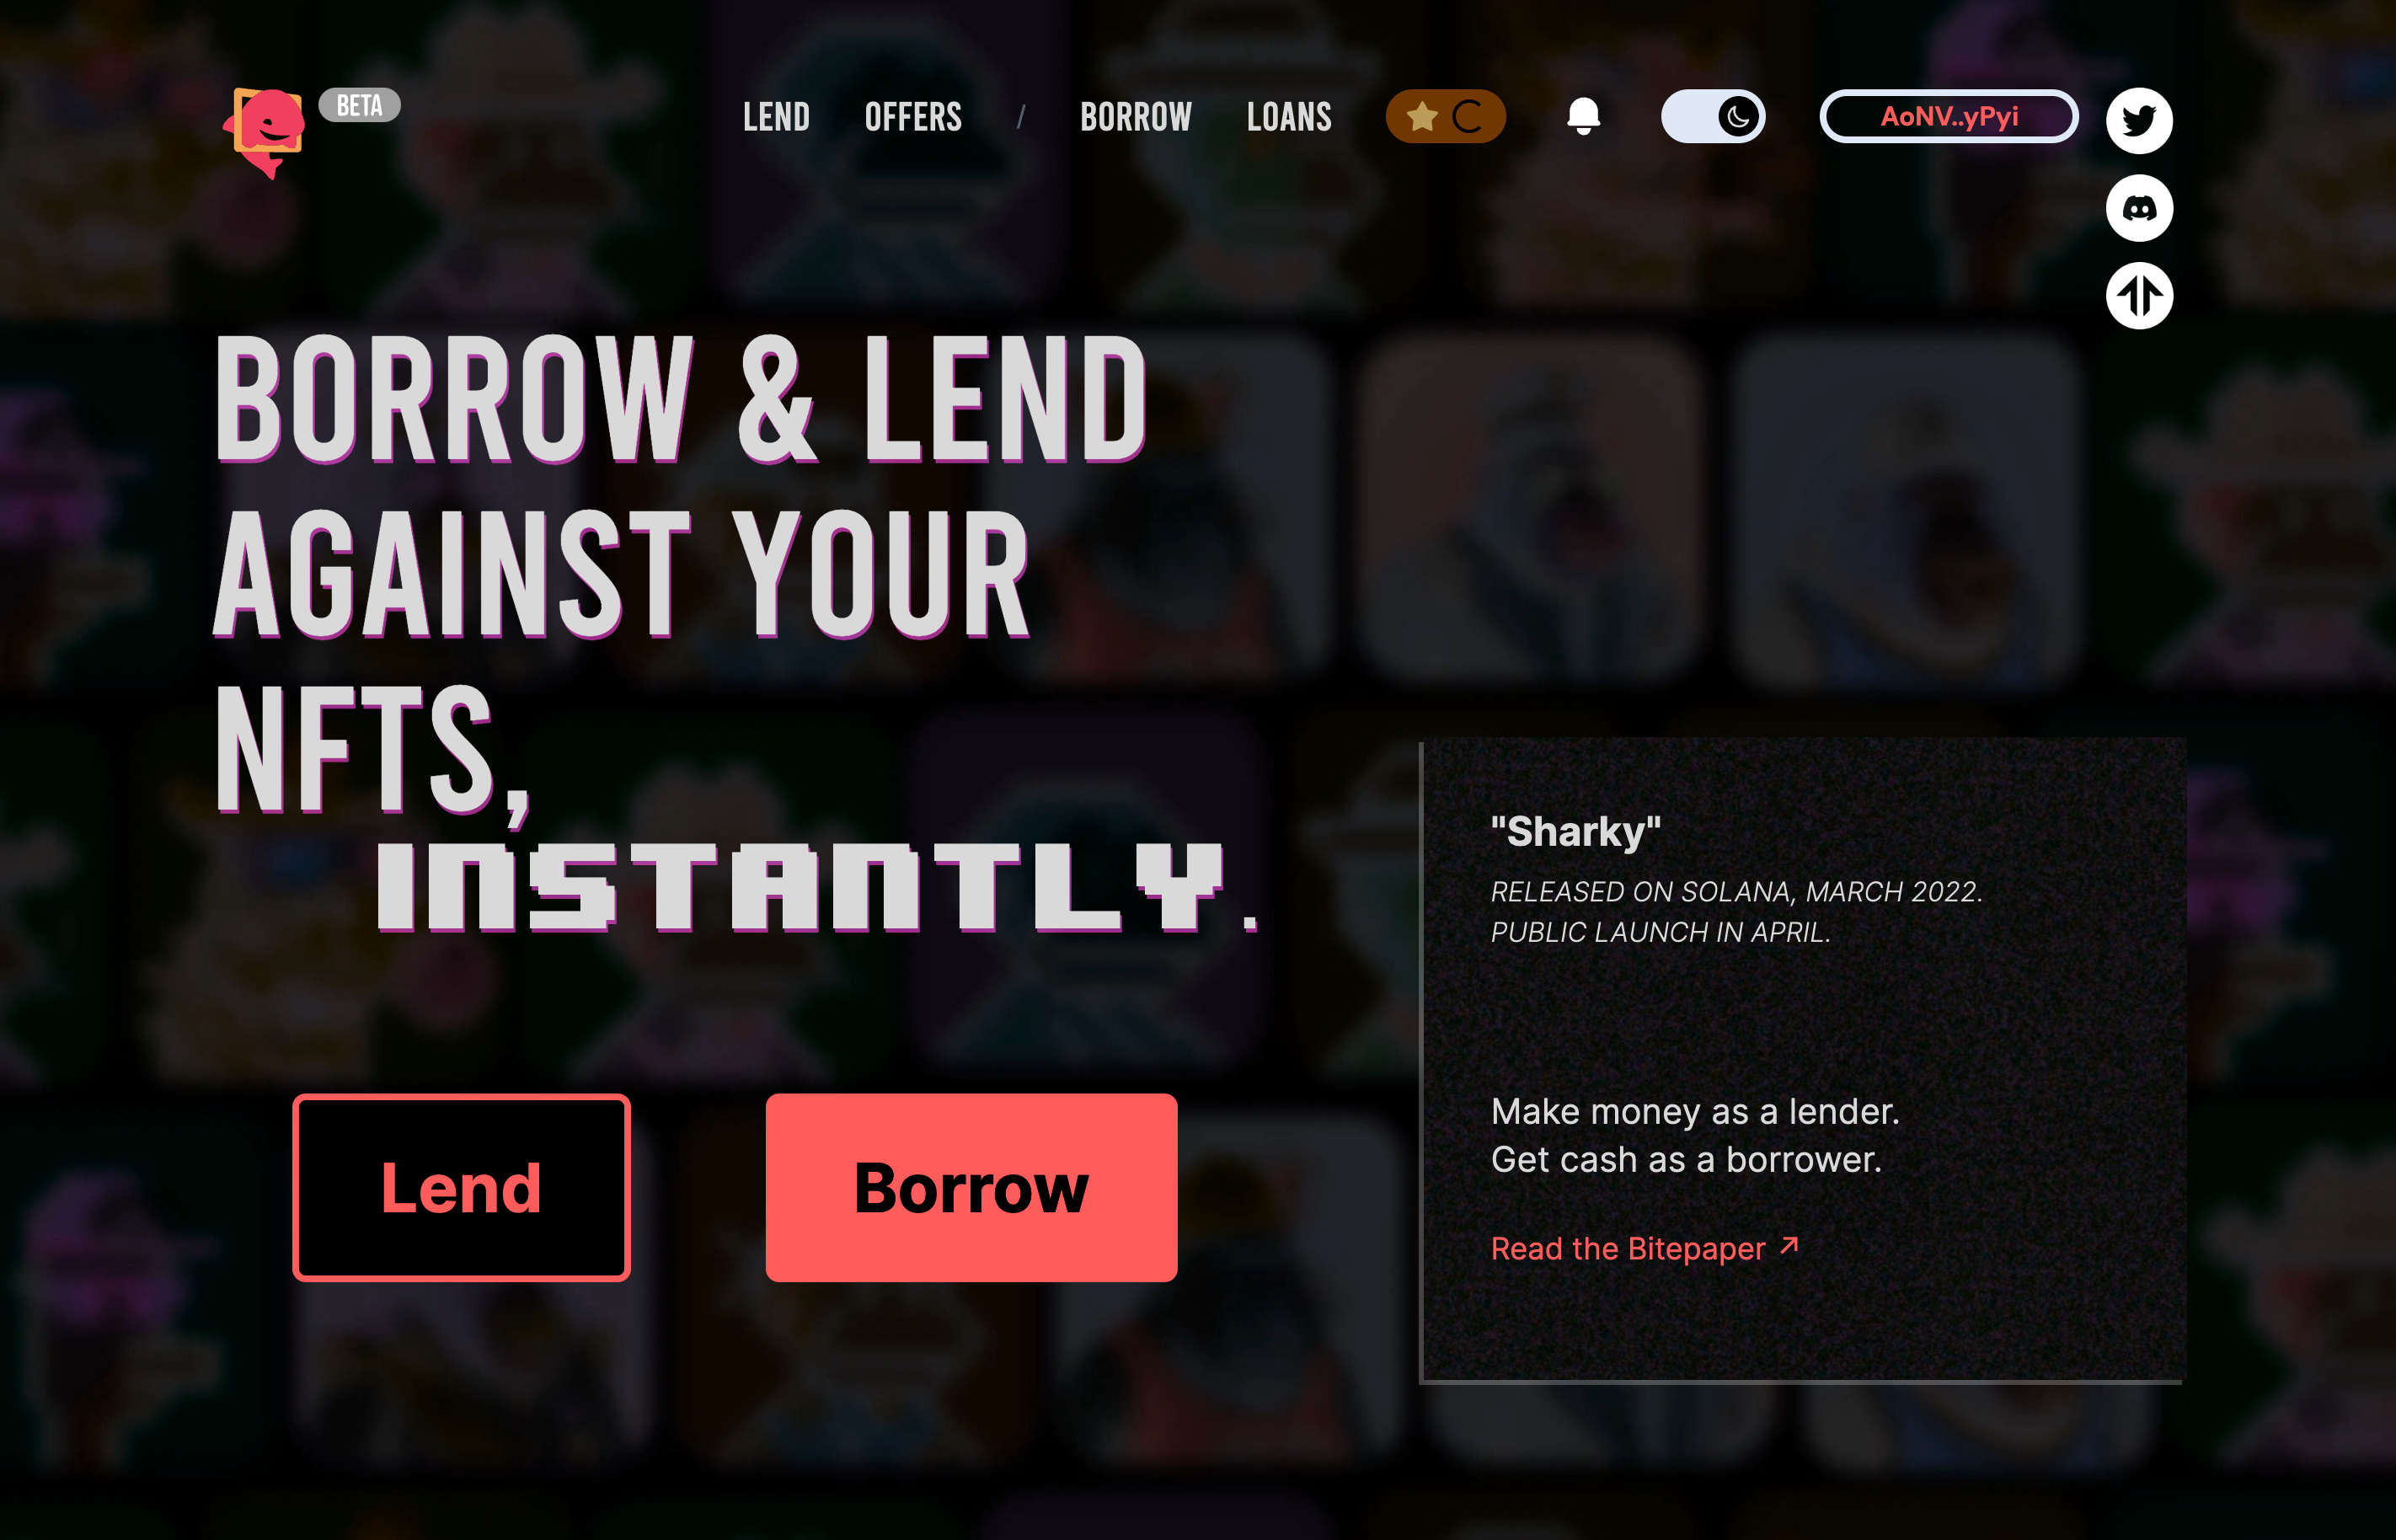 BETA
LEND
OFFERS
/
BORROW
LOANS
AoNV..yPyi
BORROW & LEND
AGAINST YOUR
NFTS,
INSTANTLY.
Lend
Borrow
"Sharky"
RELEASED ON SOLANA, MARCH 2022.
PUBLIC LAUNCH IN APRIL.
Make money as a lender.
Get cash as a borrower.
Read the Bitepaper ↗